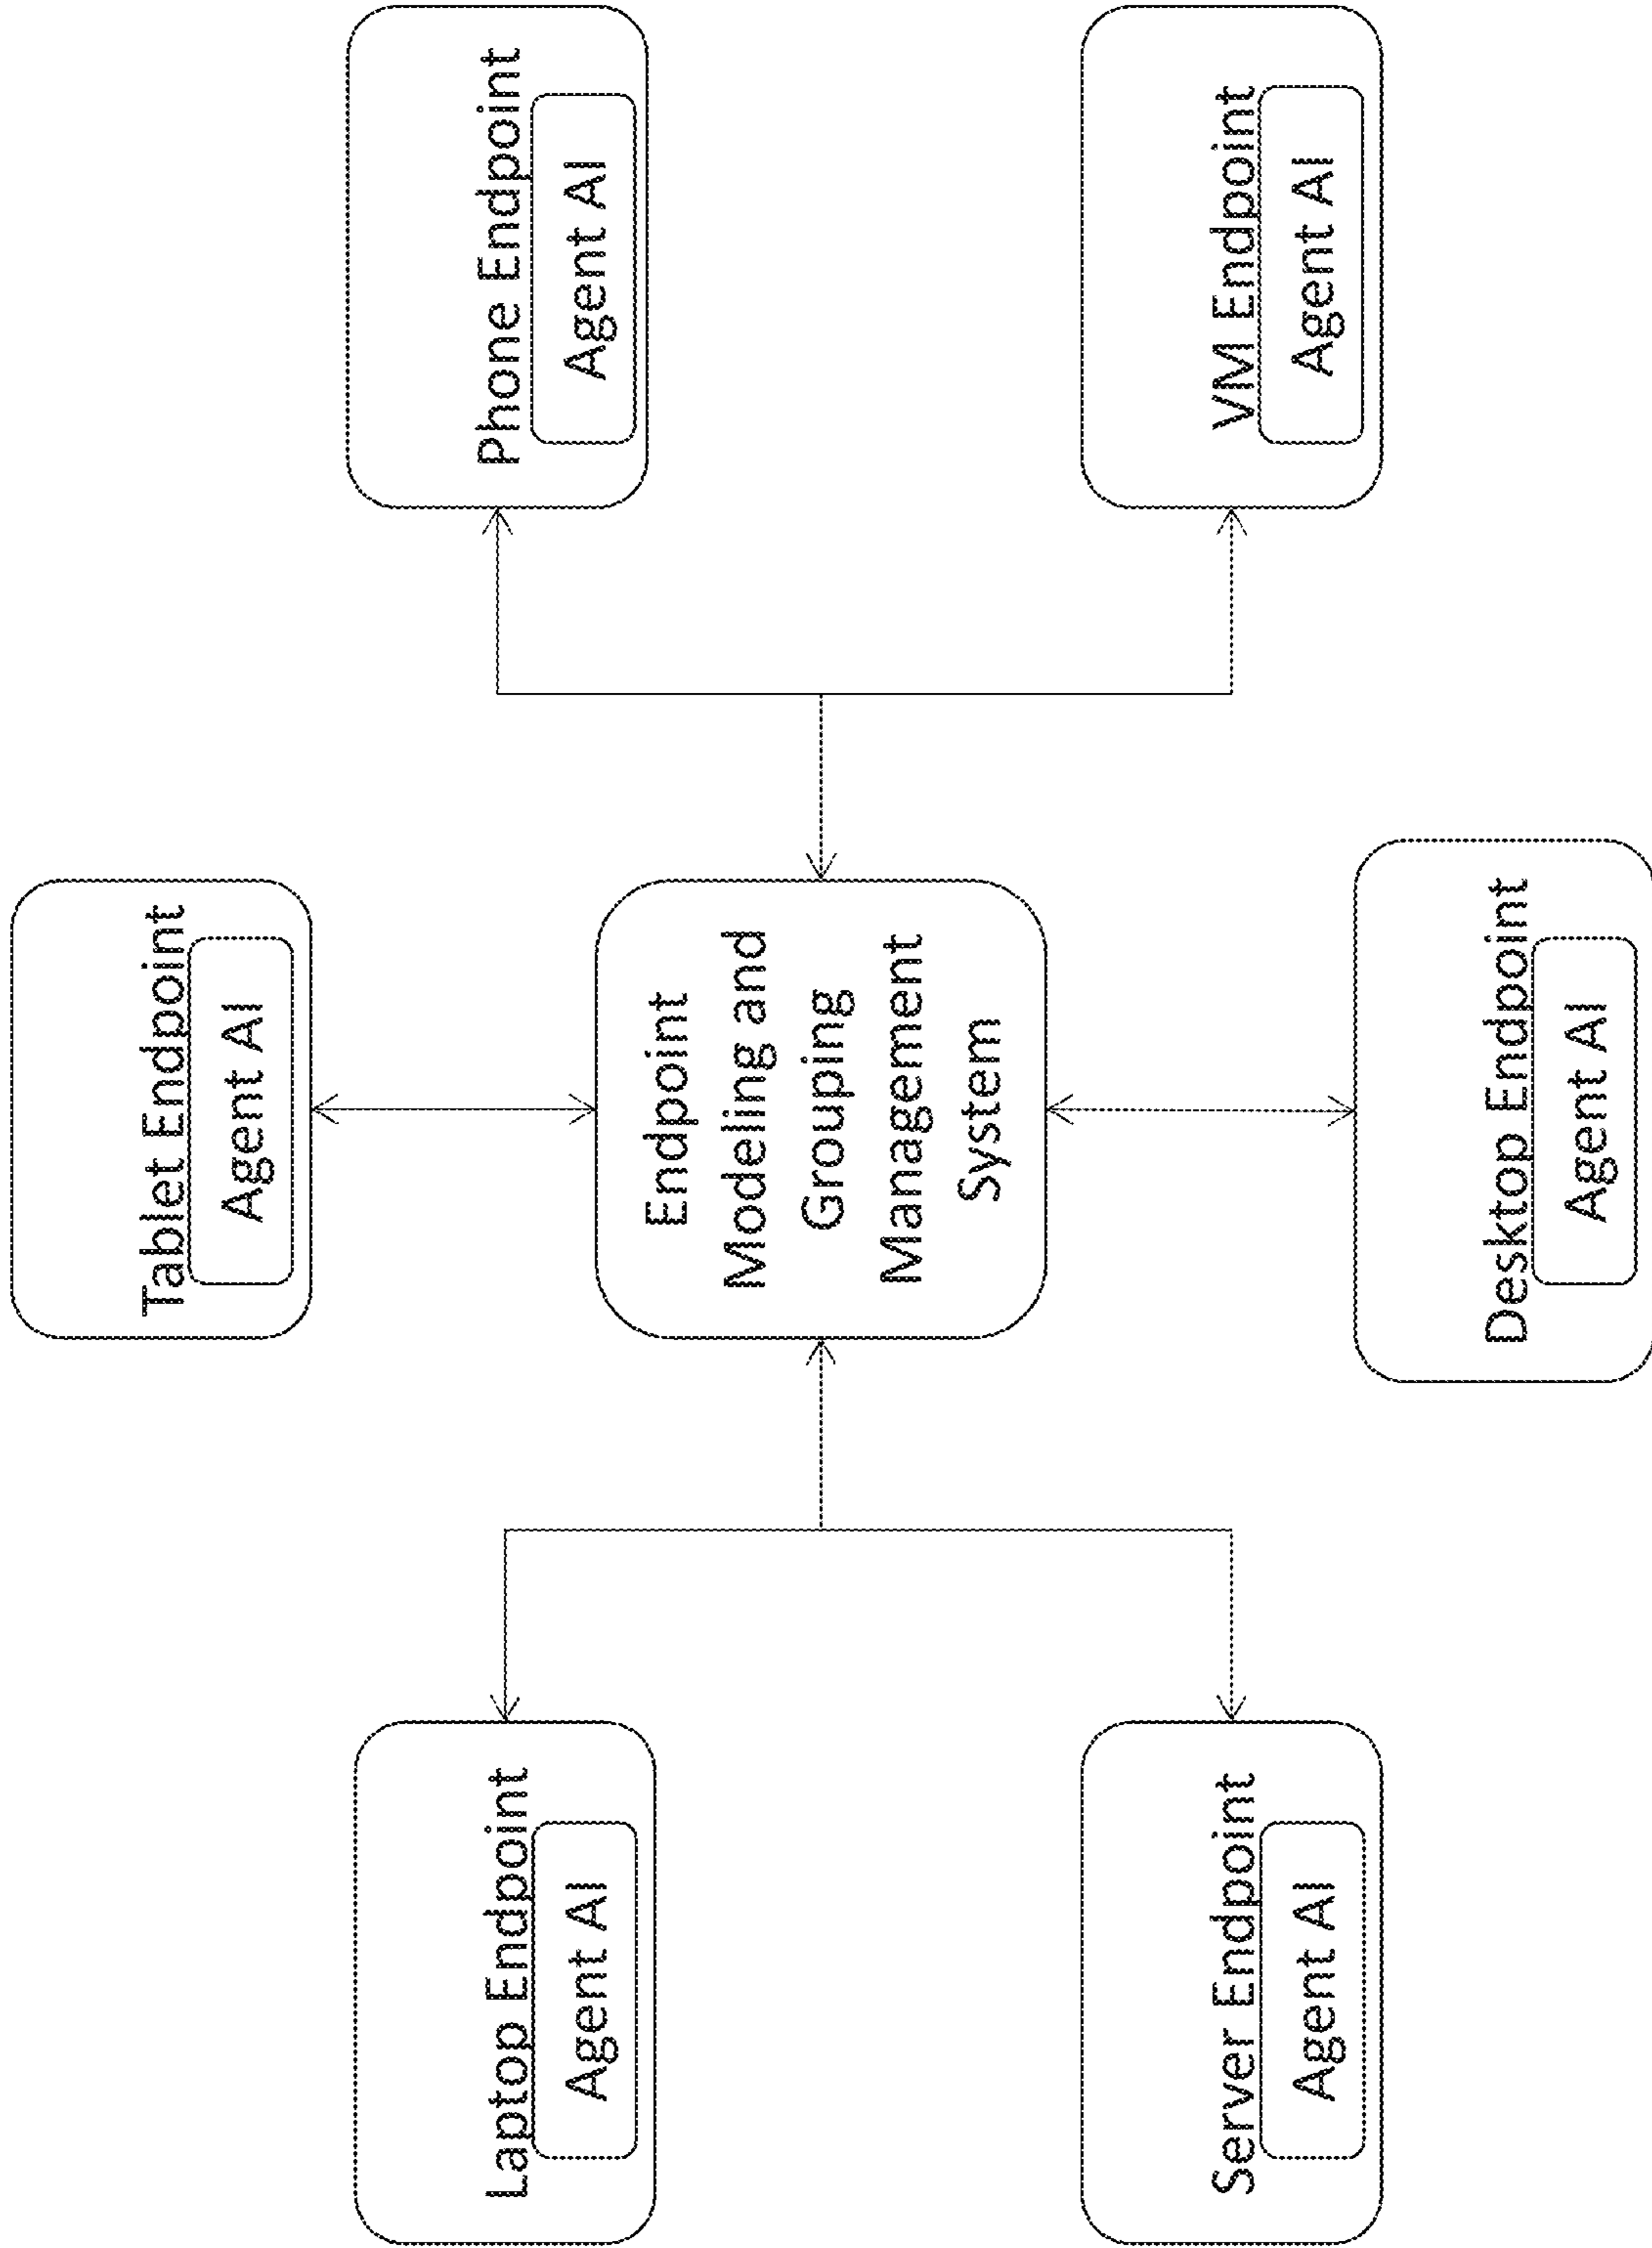 Tablet Endpoint
Agent AI
Laptop Endpoint
Agent AI
Phone Endpoint
Agent AI
Endpoint
Modeling and
Grouping
Management
System
Server Endpoint
Agent AI
VM Endpoint
Agent AI
Desktop Endpoint
Agent AI